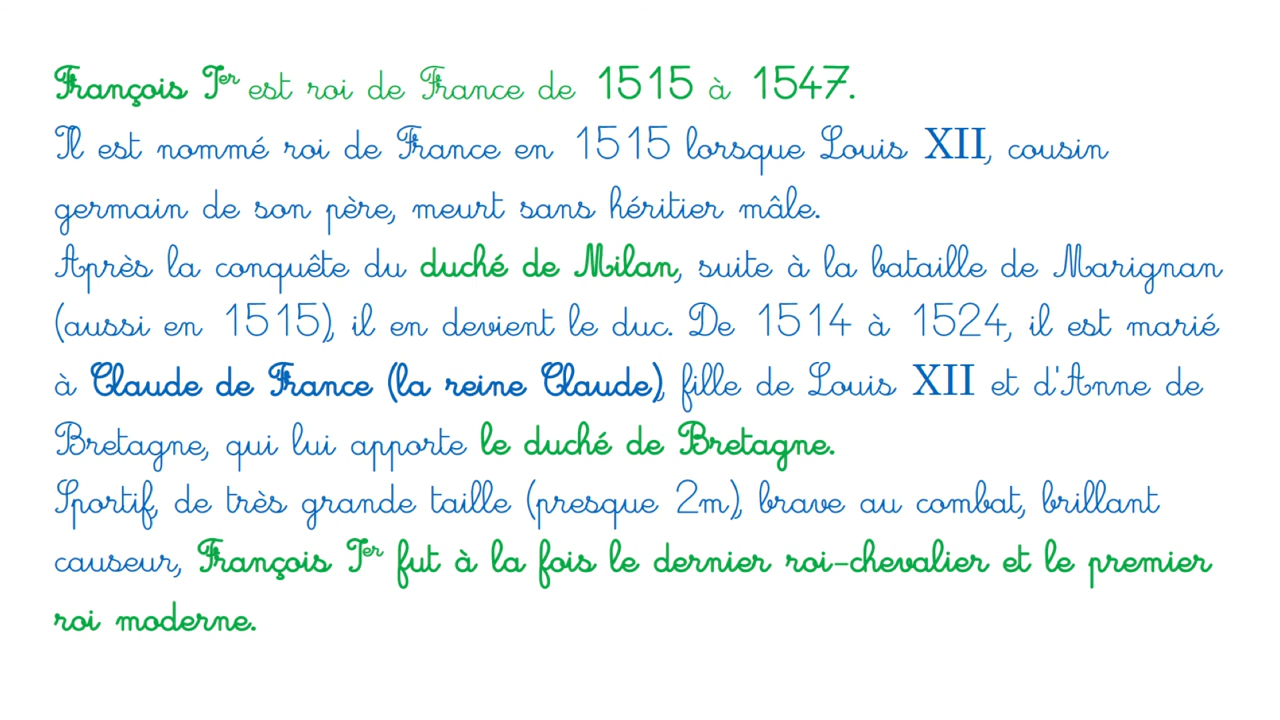 François Ier est roi de France de 1515 à 1547.
Il est nommé roi de France en 1515 lorsque Louis XII, cousin
germain de son père, meurt sans héritier mâle.
Après la conquête du duché de Milan, suite à la bataille de Marignan
(aussi en 1515), il en devient le duc. De 1514 à 1524, il est marié
à Claude de France (la reine Claude), fille de Louis XII et d'Anne de
Bretagne, qui lui apporte le duché de Bretagne.
Sportif, de très grande taille (presque 2m), brave au combat, brillant
causeur, François Ier fut à la fois le dernier roi-chevalier et le premier
roi moderne.